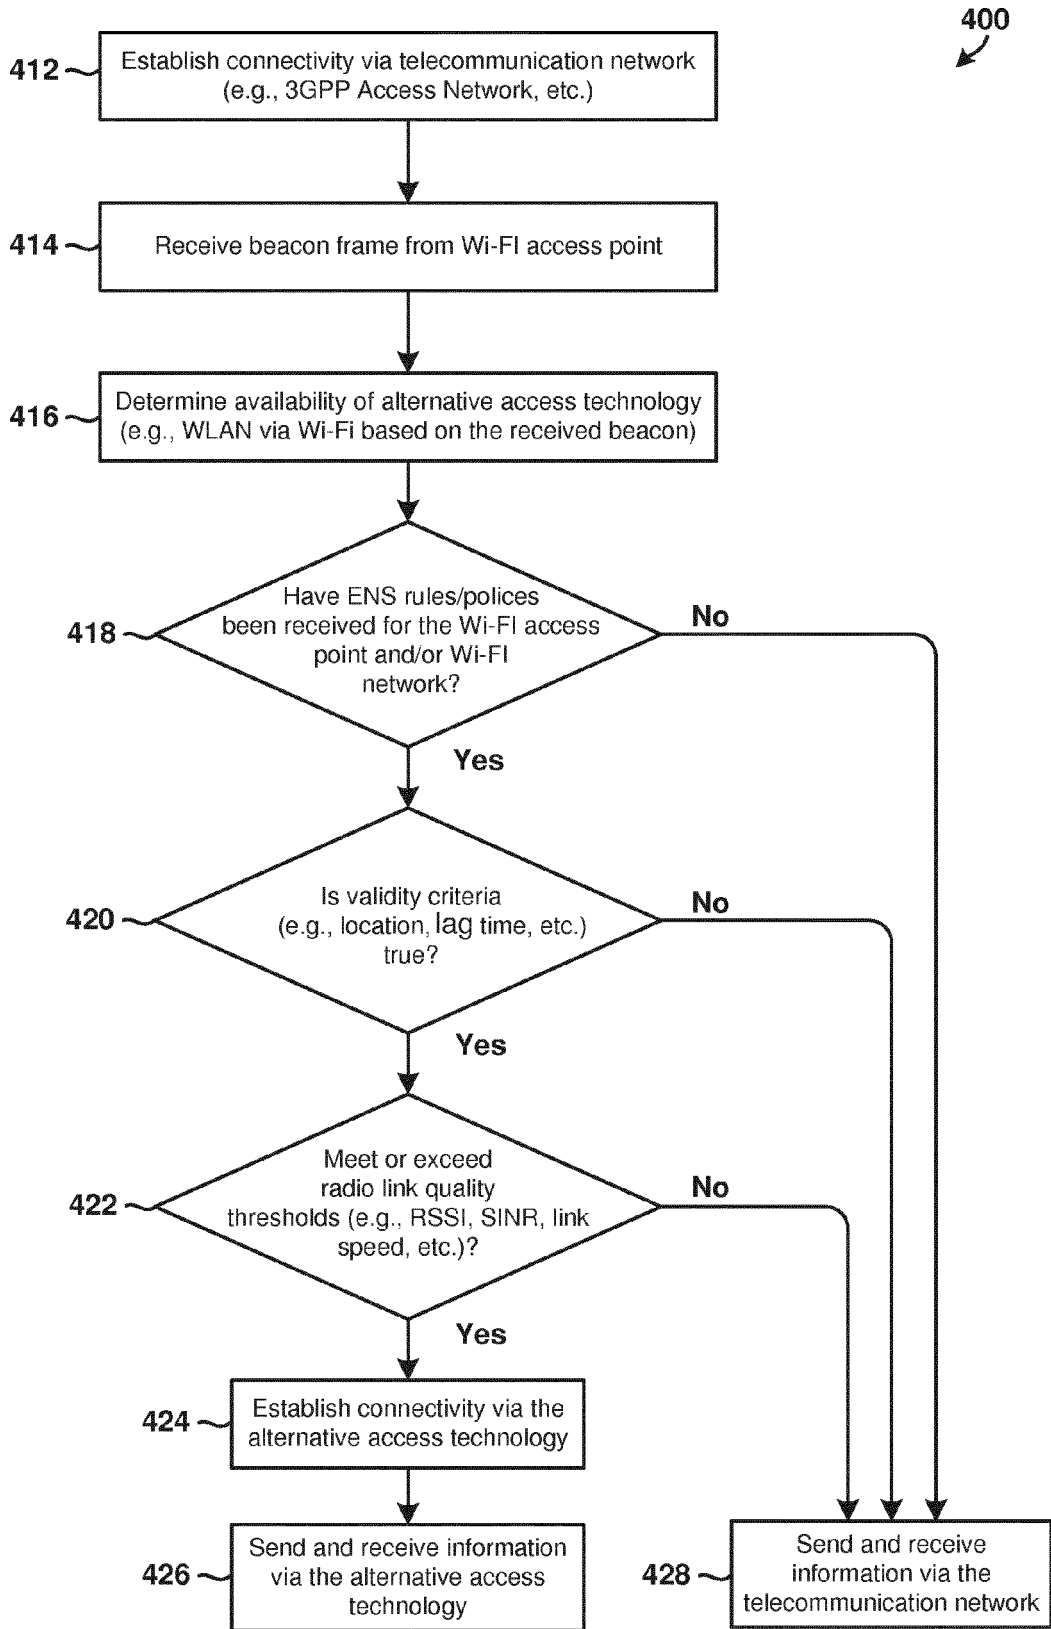 400
412
Establish connectivity via telecommunication network
(e.g., 3GPP Access Network, etc.)
414
Receive beacon frame from Wi-FI access point
416
Determine availability of alternative access technology
(e.g., WLAN via Wi-Fi based on the received beacon)
418
Have ENS rules/polices
been received for the Wi-FI access
point and/or Wi-FI
network?
No
Yes
420
Is validity criteria
(e.g., location, lag time, etc.)
true?
No
Yes
422
Meet or exceed
radio link quality
thresholds (e.g., RSSI, SINR, link
speed, etc.)?
No
Yes
424
Establish connectivity via the
alternative access technology
426
Send and receive information
via the alternative access
technology
428
Send and receive
information via the
telecommunication network